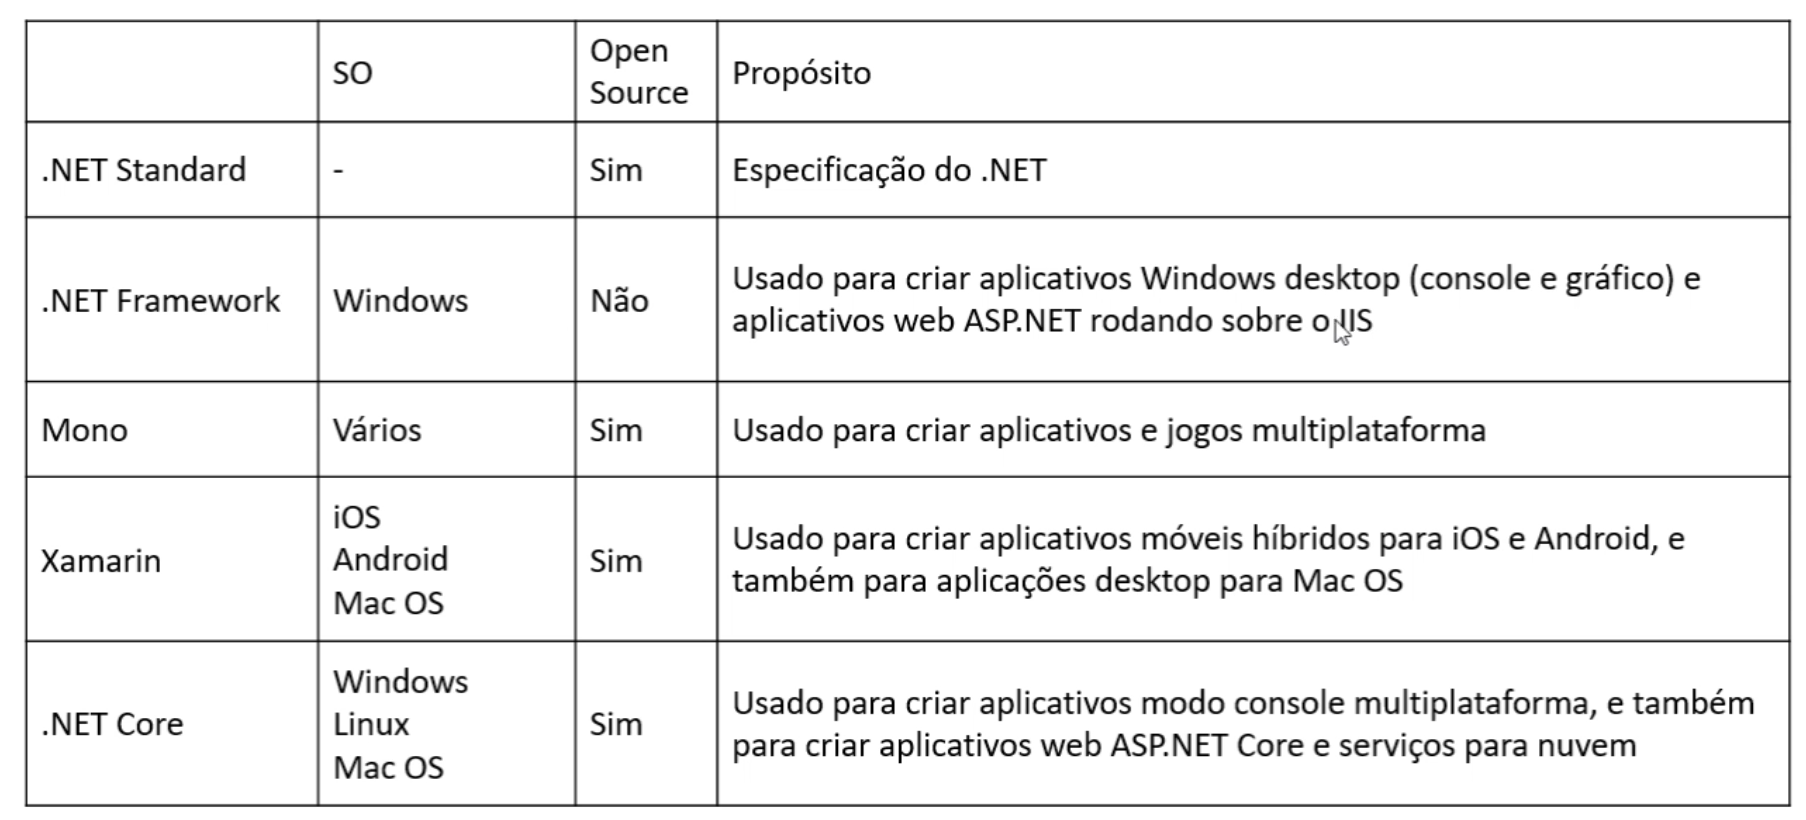 SO
Open
Source
Propósito
.NET Standard
-
Sim
Especificação do .NET
.NET Framework
Windows
Não
Usado para criar aplicativos Windows desktop (console e gráfico) e
aplicativos web ASP.NET rodando sobre o IIS
Mono
Vários
Sim
Usado para criar aplicativos e jogos multiplataforma
Xamarin
iOS
Android
Mac OS
Sim
Usado para criar aplicativos móveis híbridos para iOS e Android, e
também para aplicações desktop para Mac OS
.NET Core
Windows
Linux
Mac OS
Sim
Usado para criar aplicativos modo console multiplataforma, e também
para criar aplicativos web ASP.NET Core e serviços para nuvem